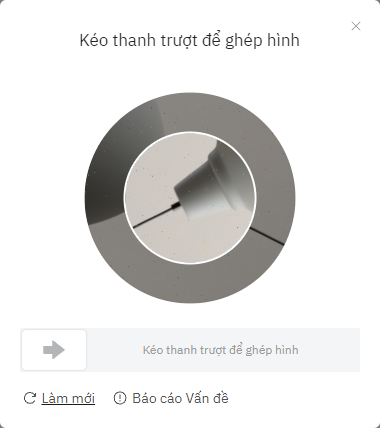 Kéo thanh trượt để ghép hình
Kéo thanh trượt để ghép hình
Làm mới
Báo cáo Vấn đề